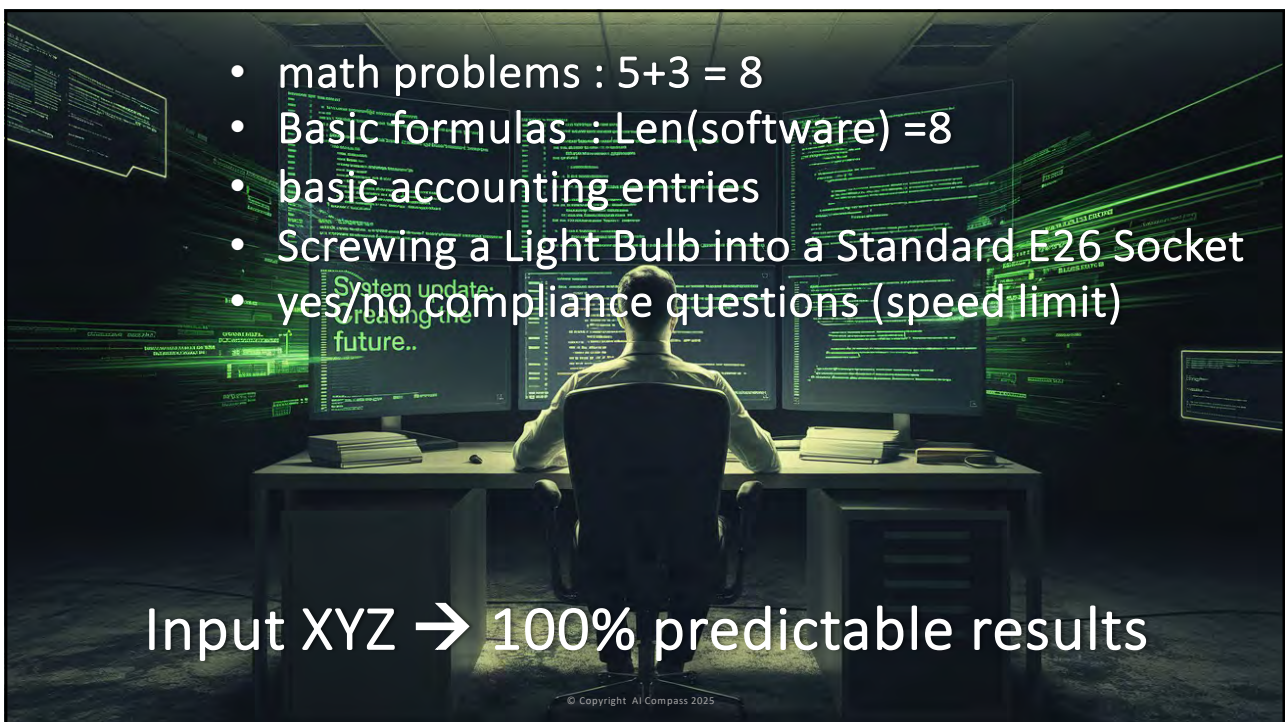 • math problems : 5+3 = 8
• Basic formulas : Len(software) =8
• basic accounting entries
• Screwing a Light Bulb into a Standard E26 Socket
• yes/no compliance questions (speed limit)
System update:
Creating the
future..
Input XYZ → 100% predictable results
© Copyright AI Compass 2025